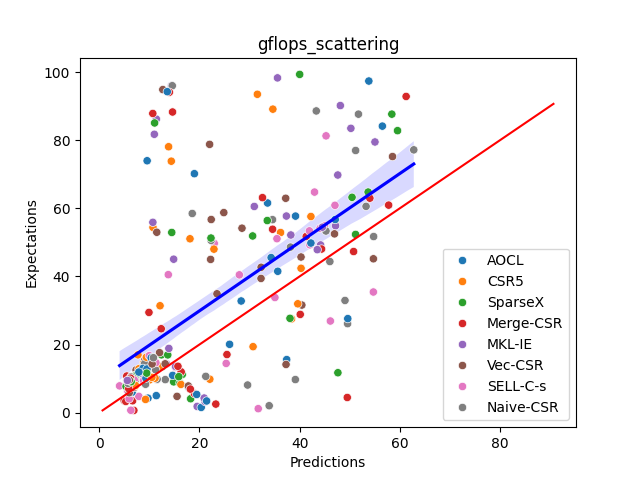 gflops_scattering
Expectations
100
80
60
40
20
0
0
20
40
60
80
Predictions
AOCL
CSR5
SparseX
Merge-CSR
MKL-IE
Vec-CSR
SELL-C-s
Naive-CSR